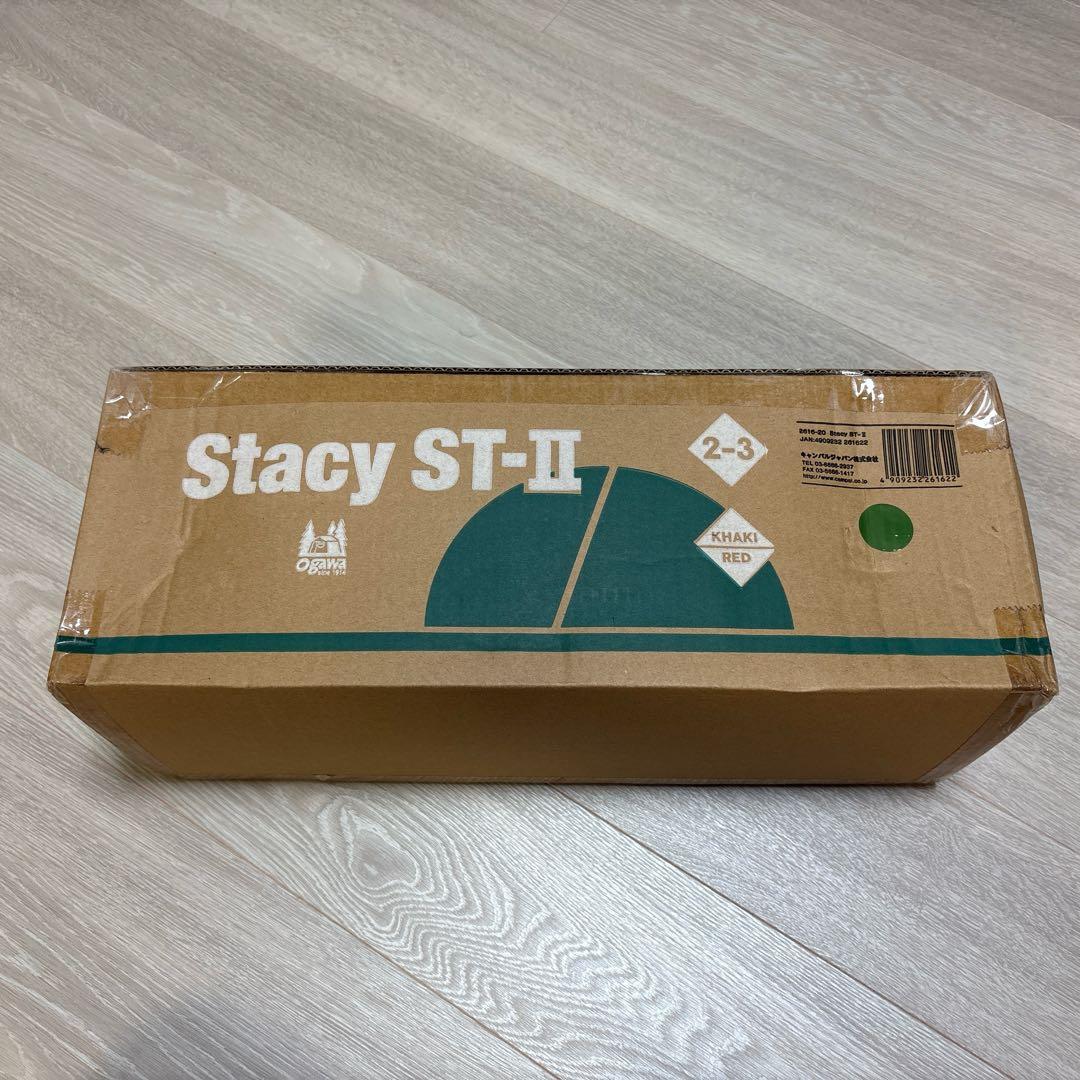 Stacy ST-II
2-3
2616-20 Stacy ST-II
JAN:4909232 261622
キャンパルジャパン株式会社
TEL 03-5666-2937
FAX 03-5666-1417
http://www.campal.co.jp
4 909232 261622
KHAKI
RED
ogawa
since 1914